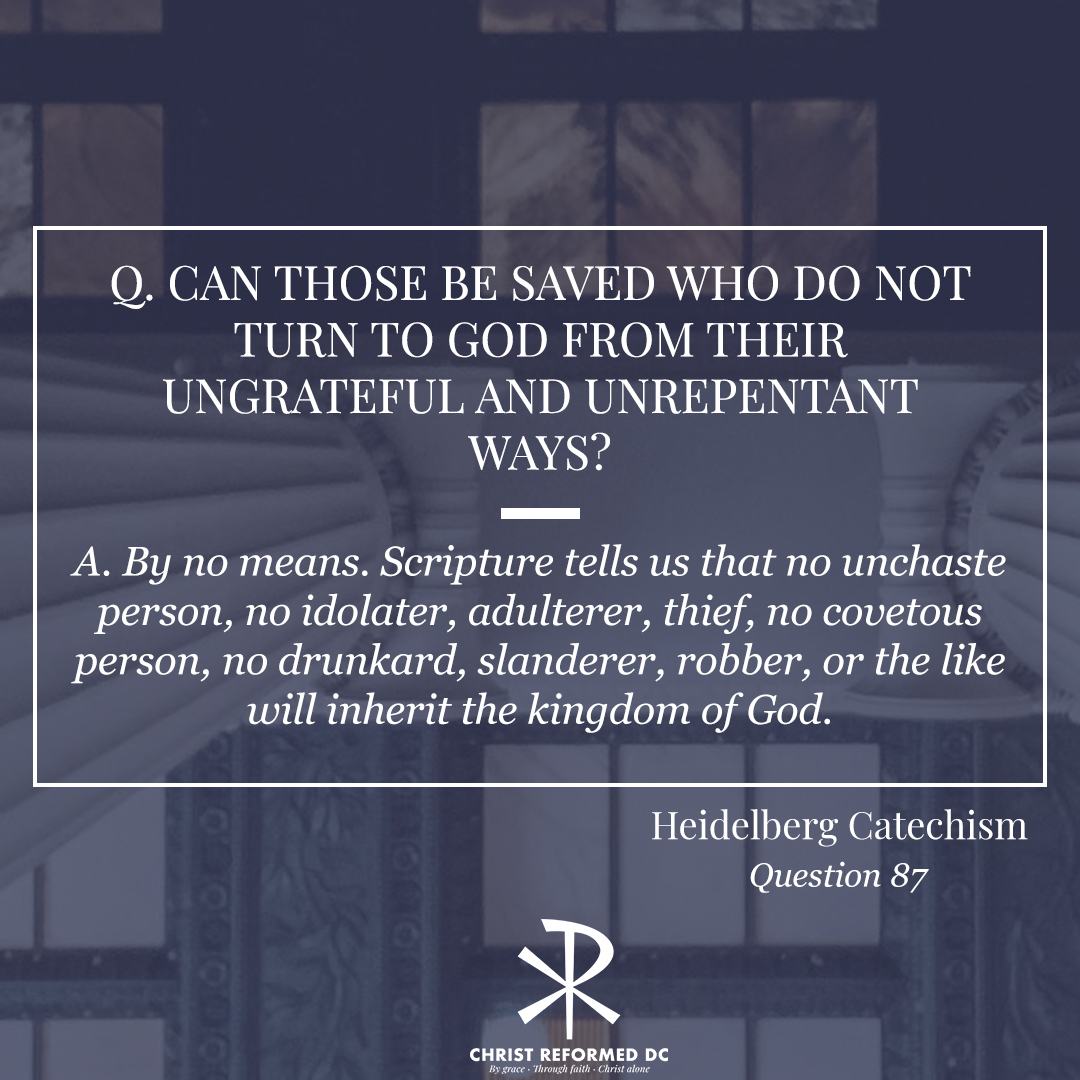 Q. CAN THOSE BE SAVED WHO DO NOT
TURN TO GOD FROM THEIR
UNGRATEFUL AND UNREPENTANT
WAYS?
A. By no means. Scripture tells us that no unchaste
person, no idolater, adulterer, thief, no covetous
person, no drunkard, slanderer, robber, or the like
will inherit the kingdom of God.
Heidelberg Catechism
Question 87
CHRIST REFORMED DC
By grace · Through faith · Christ alone